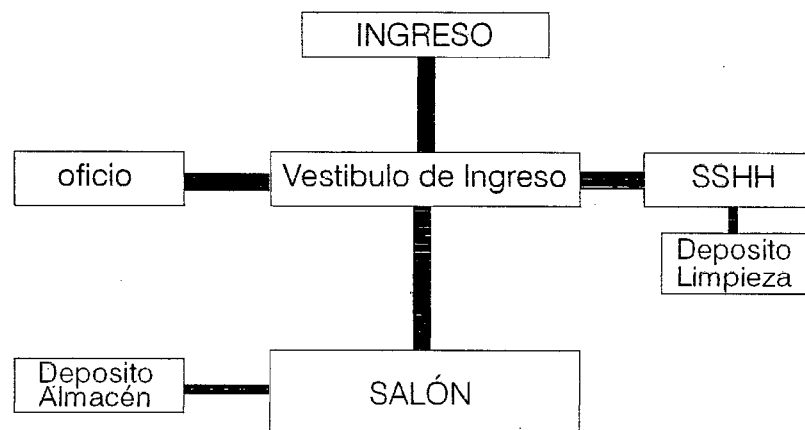 INGRESO
oficio
Vestibulo de Ingreso
SSHH
Deposito
Limpieza
Deposito
Almacén
SALÓN